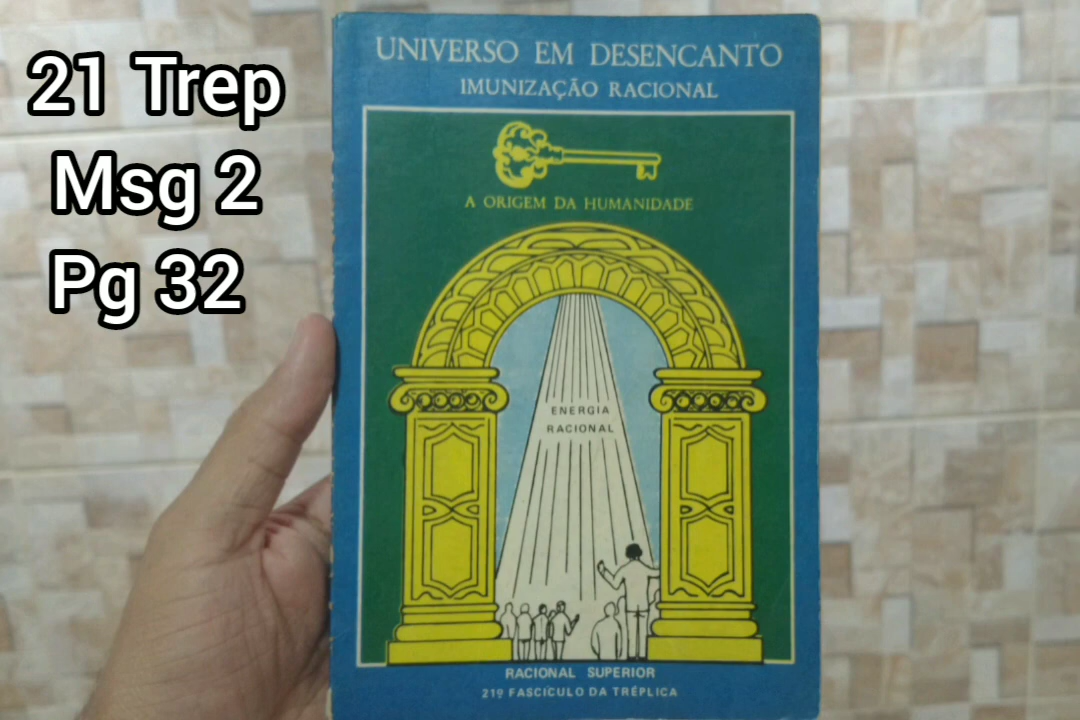 21 Trep
Msg 2
Pg 32
UNIVERSO EM DESENCANTO
IMUNIZAÇÃO RACIONAL
A ORIGEM DA HUMANIDADE
ENERGIA
RACIONAL
RACIONAL SUPERIOR
21º FASCÍCULO DA TRÉPLICA